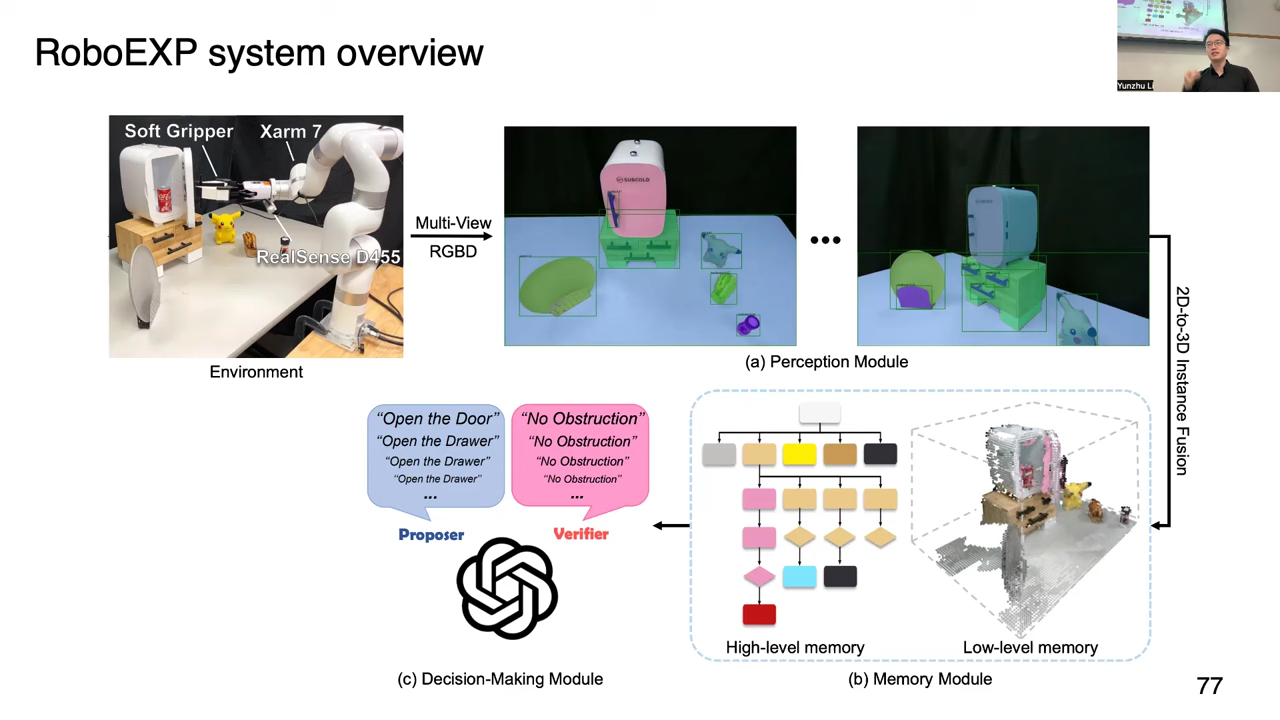 RoboEXP system overview
Yunzhu Li
Soft Gripper
Xarm 7
RealSense D455
Environment
Multi-View
RGBD
SUBCOLD
(a) Perception Module
2D-to-3D Instance Fusion
“Open the Door”
“Open the Drawer”
“Open the Drawer”
“Open the Drawer”
...
Proposer
“No Obstruction”
“No Obstruction”
“No Obstruction”
“No Obstruction”
...
Verifier
(c) Decision-Making Module
High-level memory
Low-level memory
(b) Memory Module
77